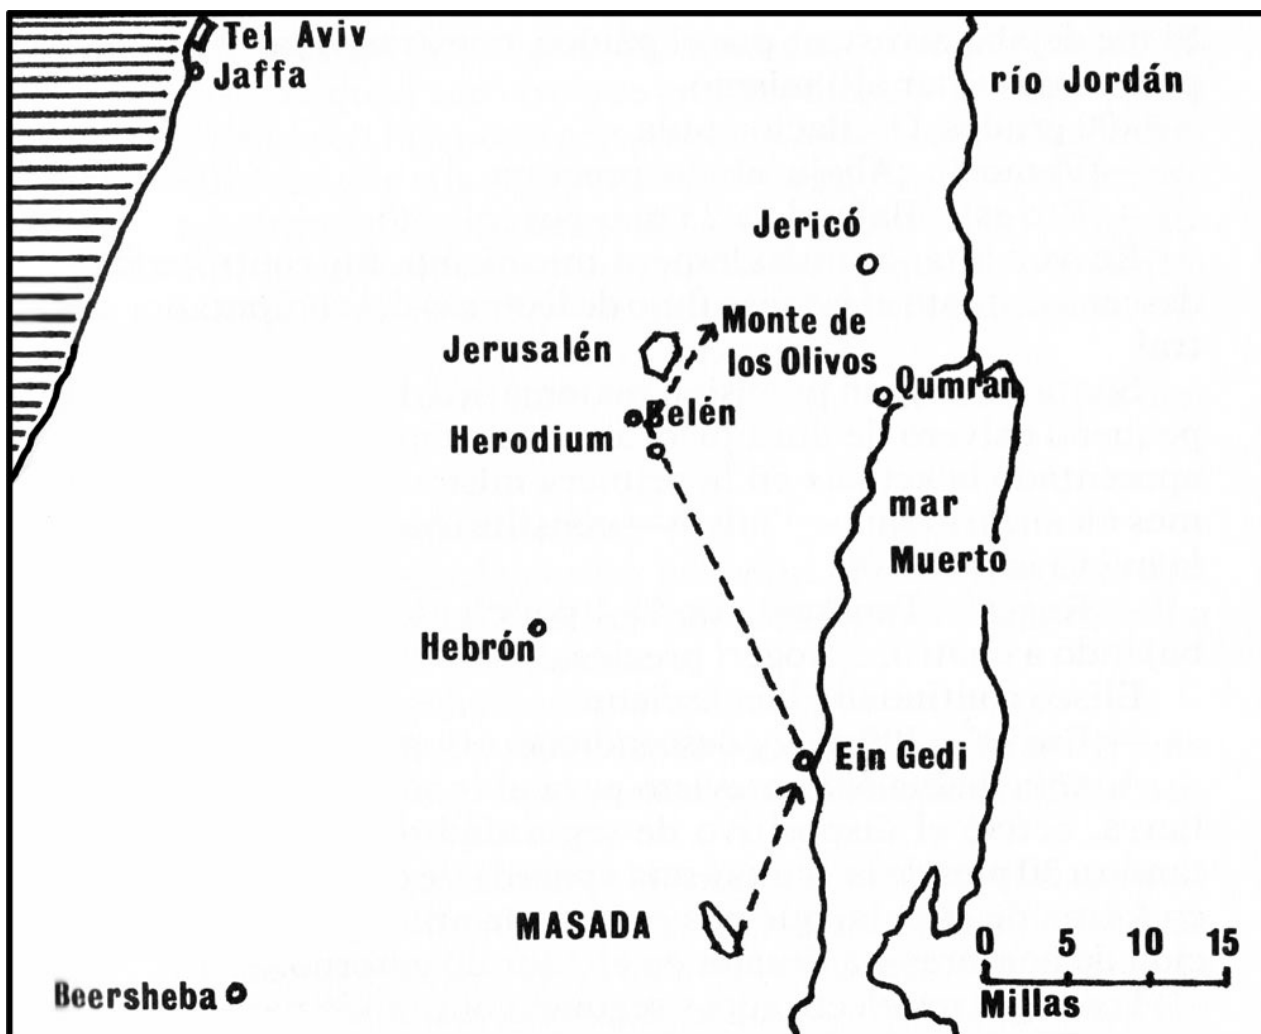 Tel Aviv
Jaffa
río Jordán
Jericó
Monte de
los Olivos
Jerusalén
Qumrán
Belén
Herodium
mar
Muerto
Hebrón
Ein Gedi
MASADA
0 5 10 15
Millas
Beersheba